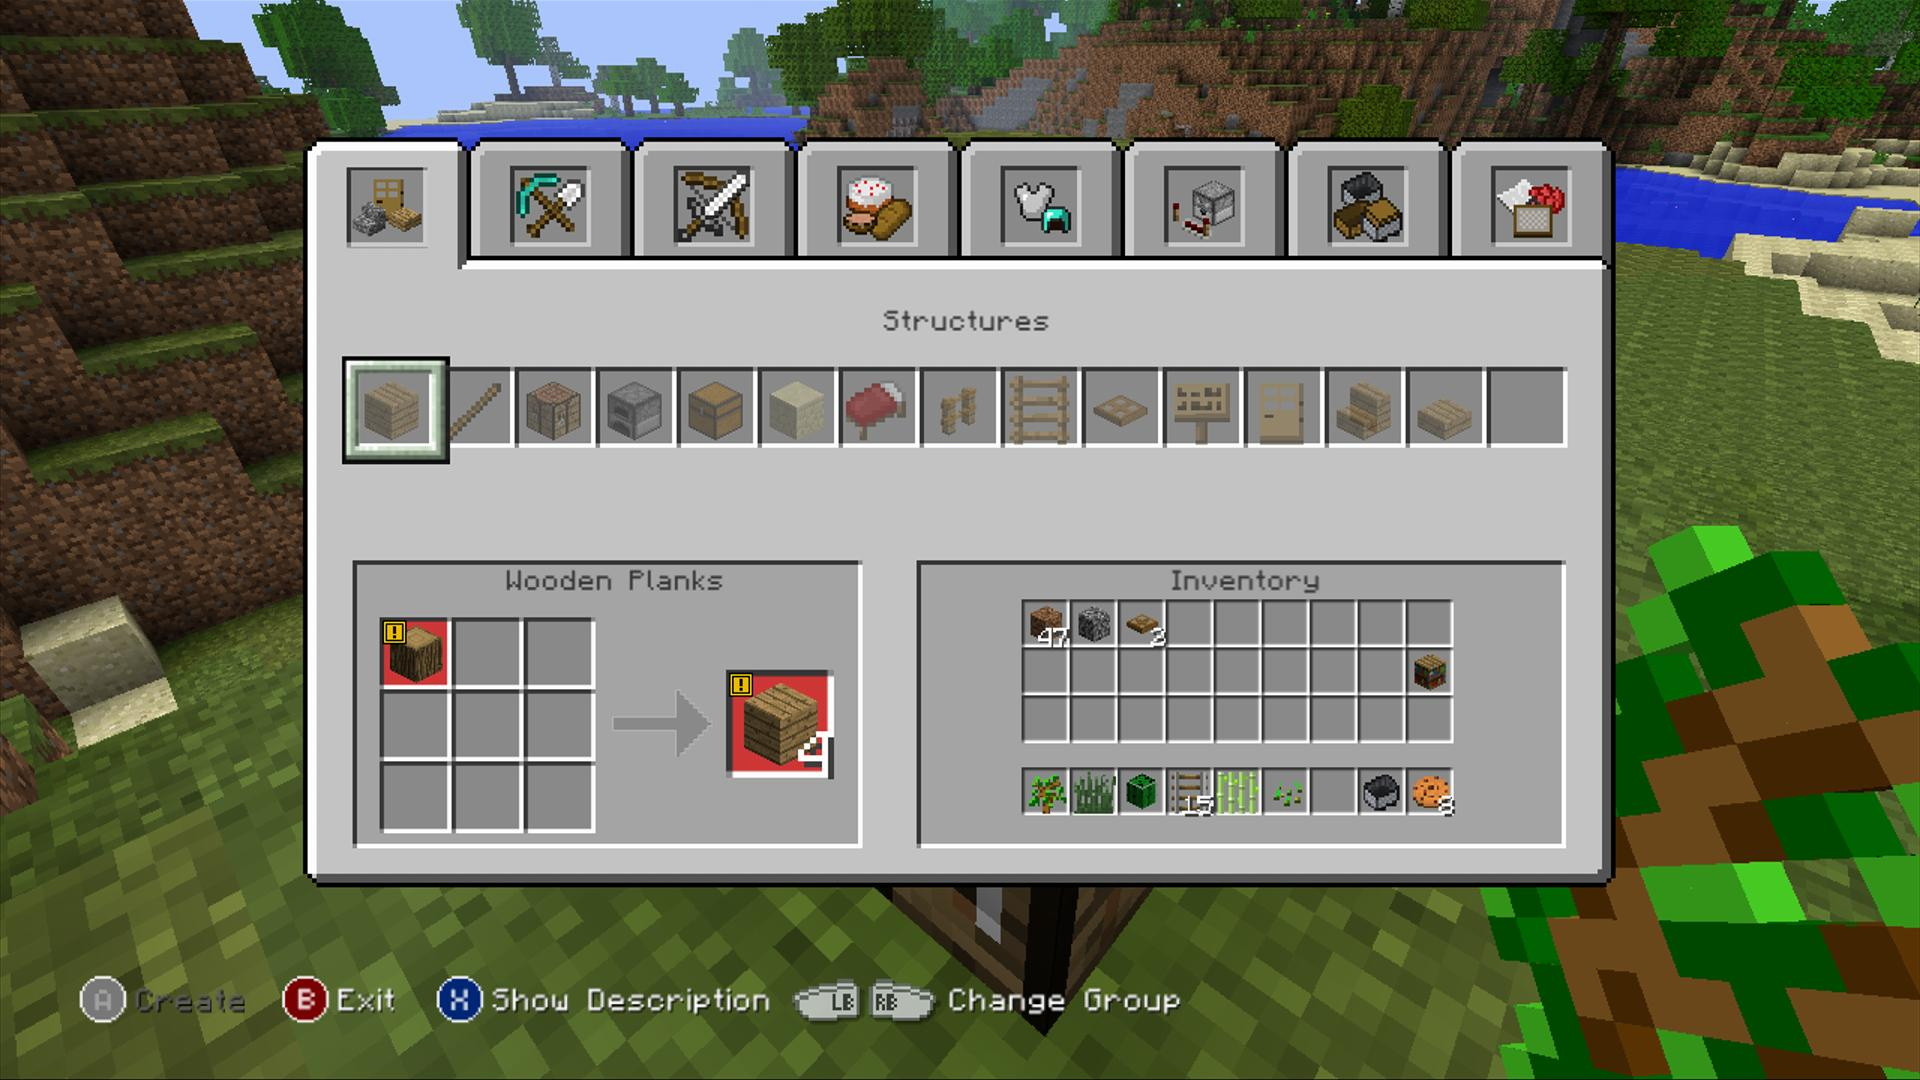 Structures
Wooden Planks
4
Inventory
47
3
15
8
A Create
B Exit
X Show Description
LB RB Change Group